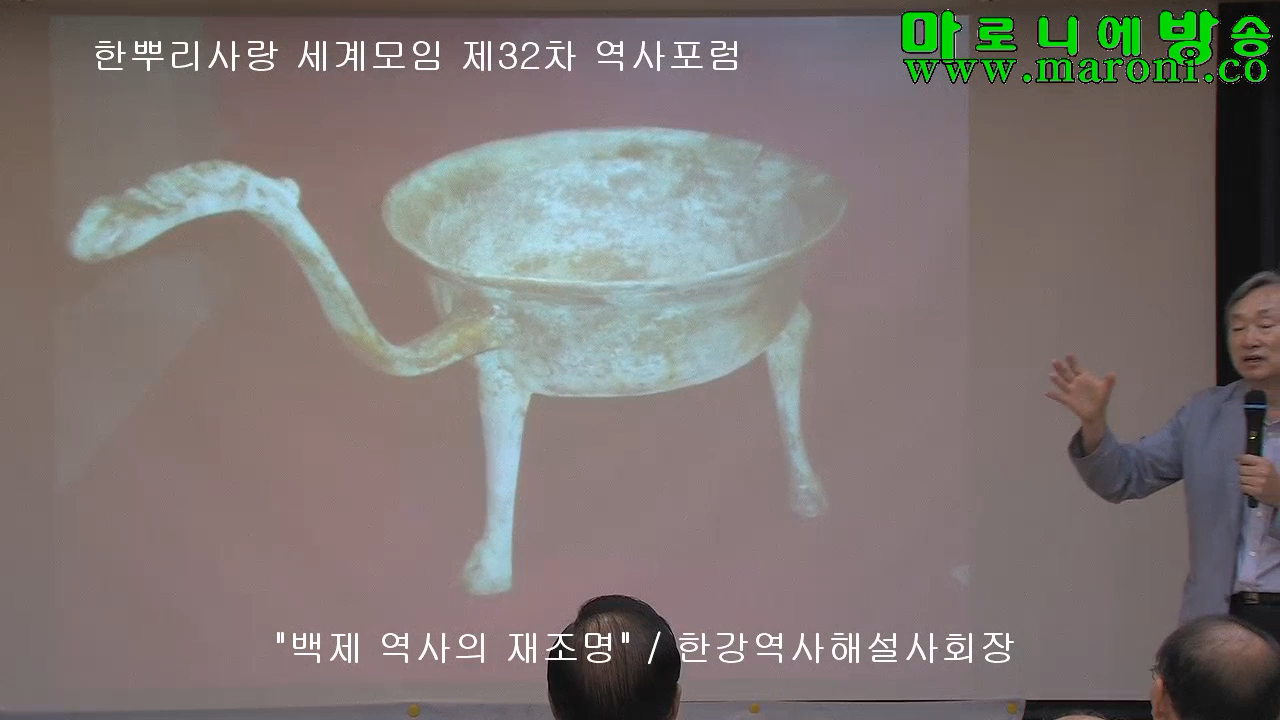 한뿌리사랑 세계모임 제32차 역사포럼
마로니에방송
www.maroni.co
"백제 역사의 재조명" / 한강역사해설사회장